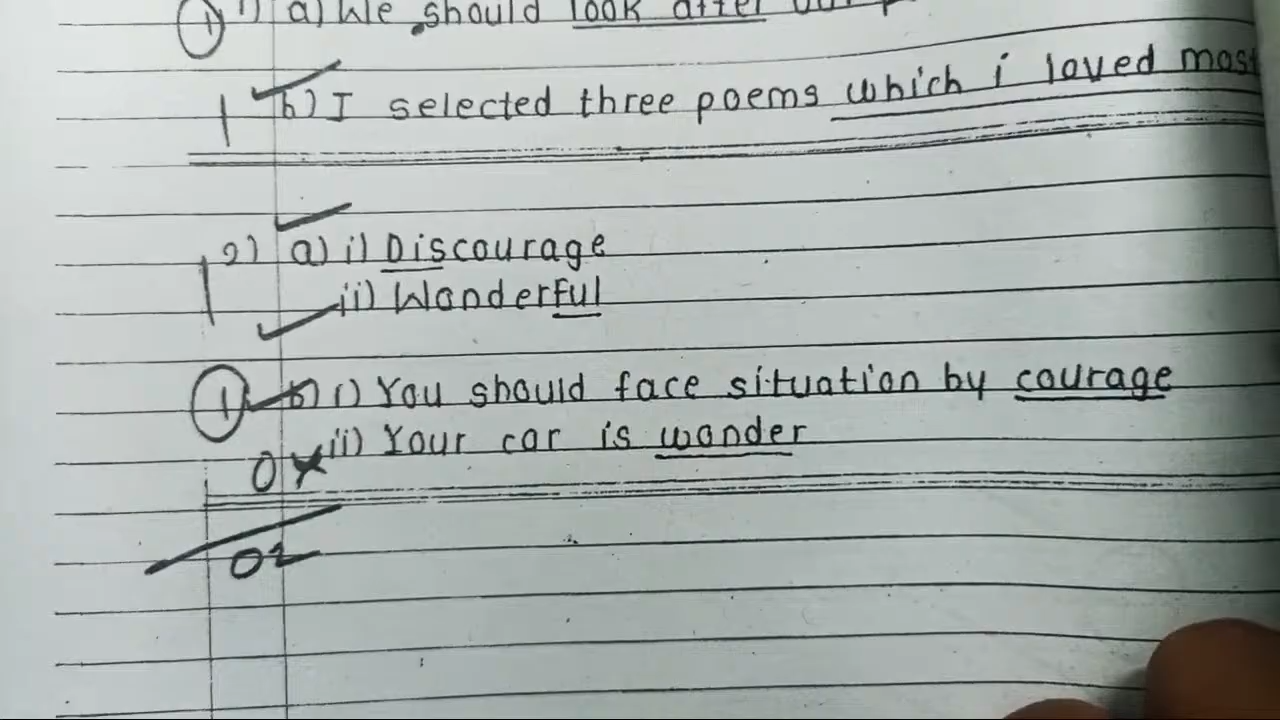 ① 1) a) We should look after
1 b) I selected three poems which i loved most
1 2) a) i) Discourage
ii) Wonderful
① b) i) You should face situation by courage
0 ii) Your car is wonder
02